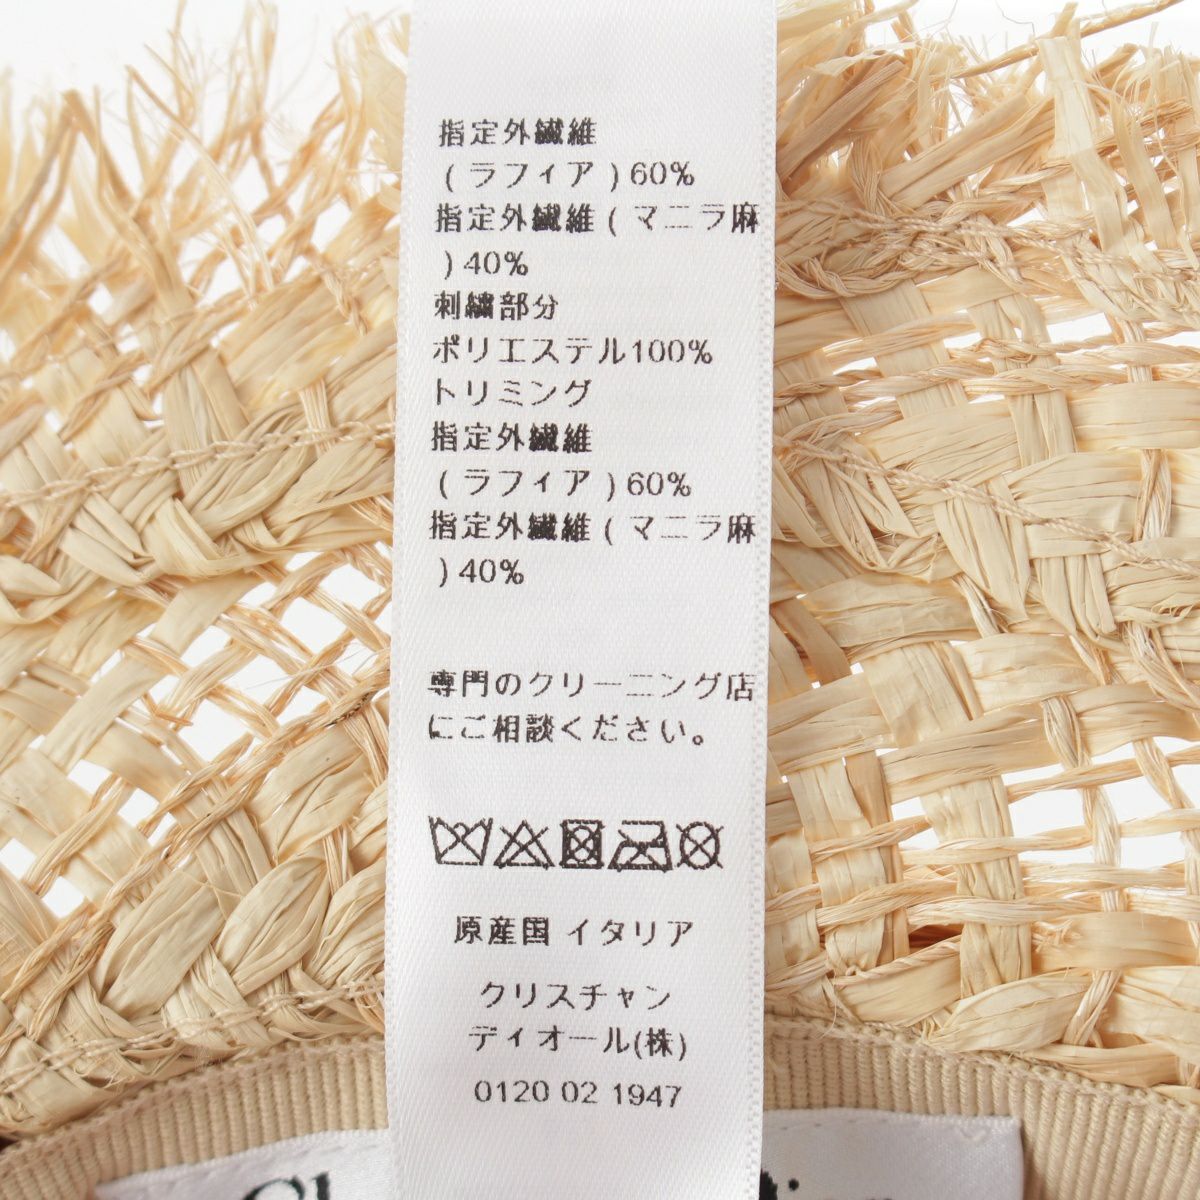 指定外繊維
(ラフィア)60%
指定外繊維(マニラ麻
)40%
刺繍部分
ポリエステル100%
トリミング
指定外繊維
(ラフィア)60%
指定外繊維(マニラ麻
)40%
専門のクリーニング店
にご相談ください。
原産国 イタリア
クリスチャン
ディオール(株)
0120 02 1947